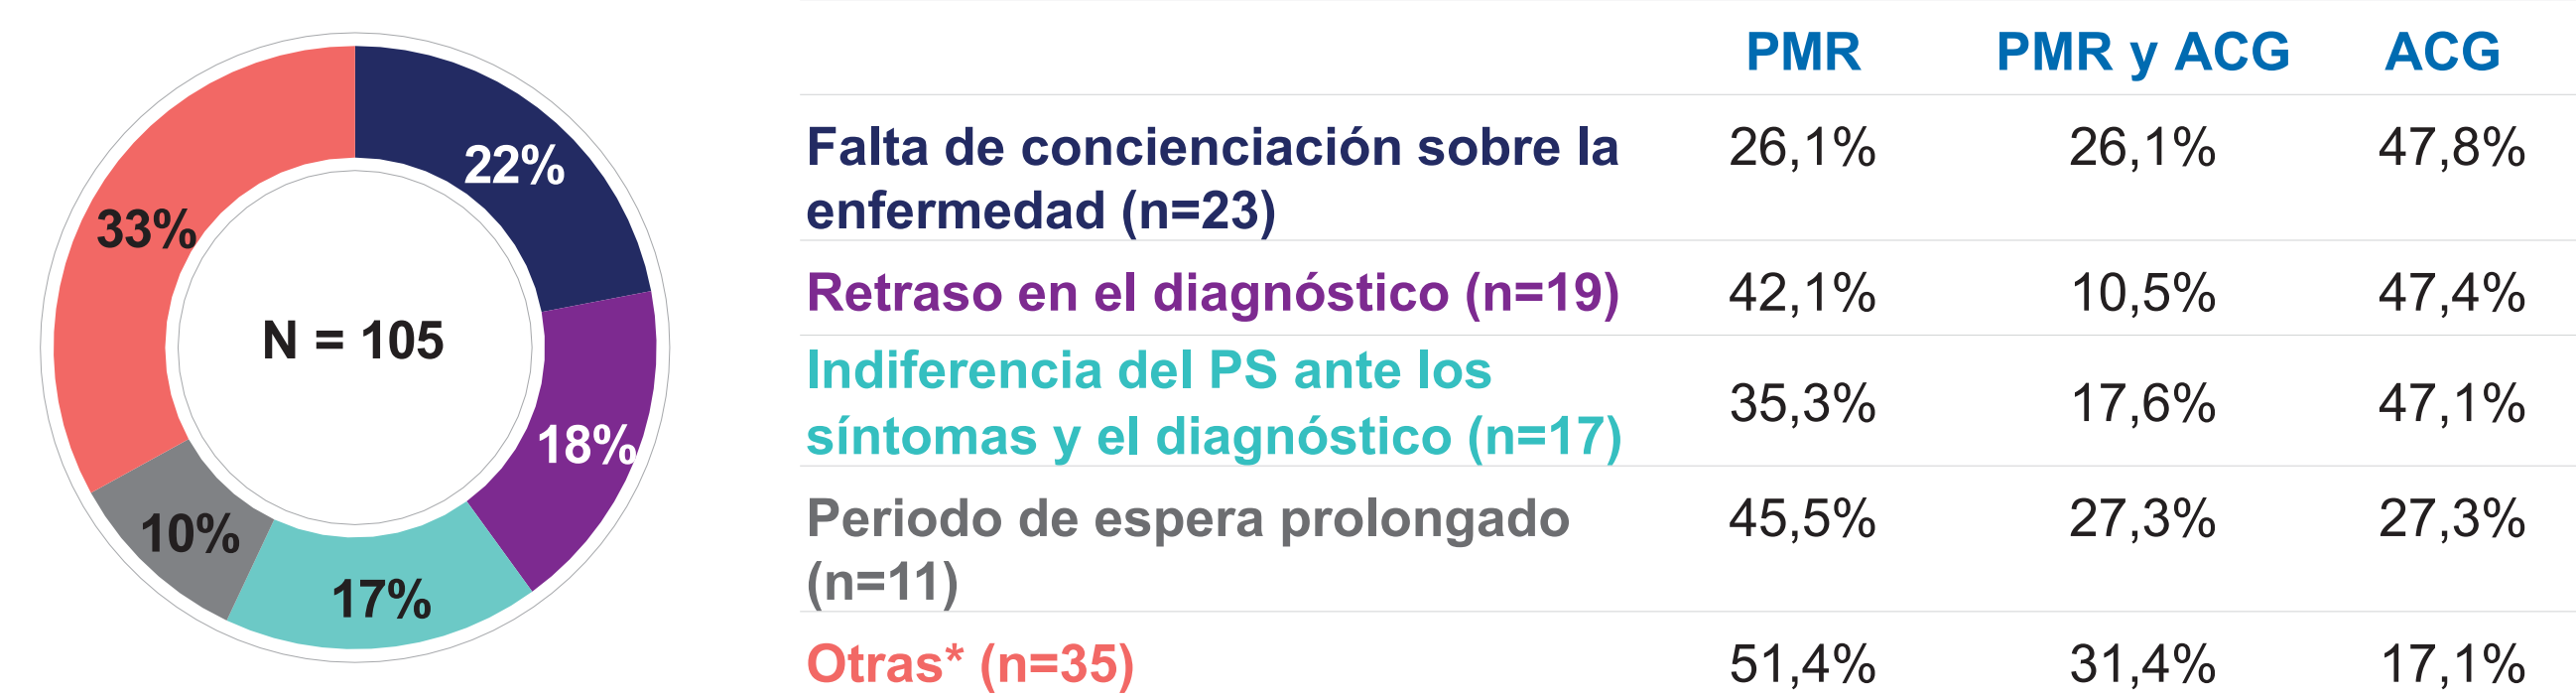 22%
33%
N = 105
18%
10%
17%
PMR PMR y ACG ACG
Falta de concienciación sobre la 26,1% 26,1% 47,8%
enfermedad (n=23)
Retraso en el diagnóstico (n=19) 42,1% 10,5% 47,4%
Indiferencia del PS ante los
síntomas y el diagnóstico (n=17) 35,3% 17,6% 47,1%
Periodo de espera prolongado 45,5% 27,3% 27,3%
(n=11)
Otras* (n=35) 51,4% 31,4% 17,1%